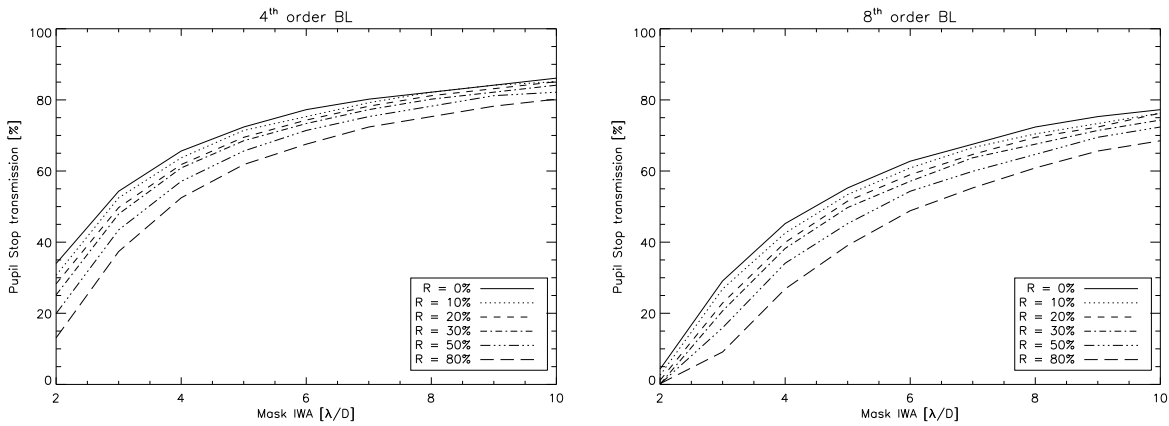 4th order BL
100
80
60
40
20
0
Pupil Stop transmission [%]
R = 0%
R = 10%
R = 20%
R = 30%
R = 50%
R = 80%
2 4 6 8 10
Mask IWA [λ/D]
8th order BL
100
80
60
40
20
0
Pupil Stop transmission [%]
R = 0%
R = 10%
R = 20%
R = 30%
R = 50%
R = 80%
2 4 6 8 10
Mask IWA [λ/D]